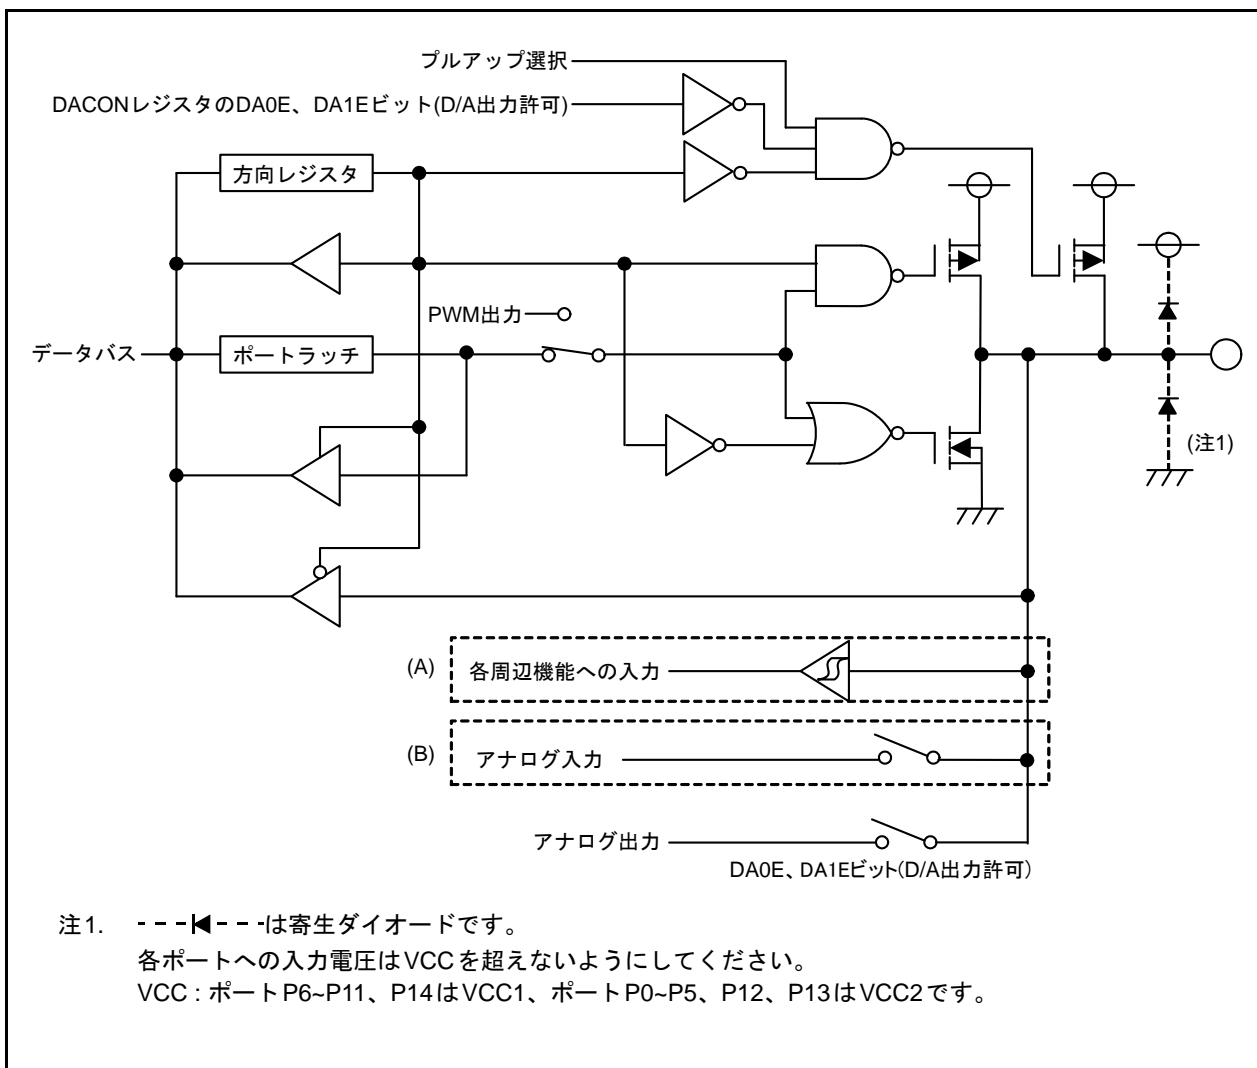 プルアップ選択
DACONレジスタのDA0E、DA1Eビット(D/A出力許可)
方向レジスタ
PWM出力
データバス
ポートラッチ
(注1)
(A)
各周辺機能への入力
(B)
アナログ入力
アナログ出力
DA0E、DA1Eビット(D/A出力許可)
注1. は寄生ダイオードです。
各ポートへの入力電圧はVCCを超えないようにしてください。
VCC : ポートP6~P11、P14はVCC1、ポートP0~P5、P12、P13はVCC2です。